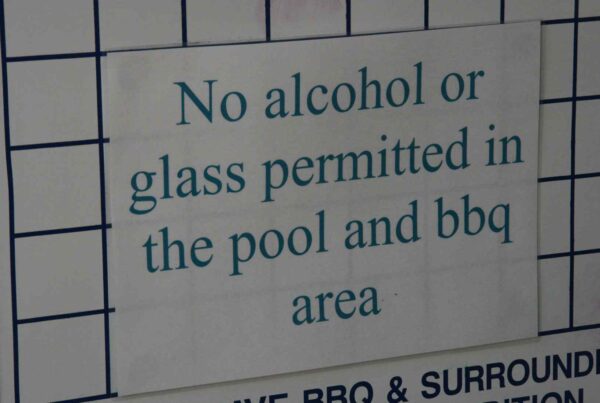 No alcohol or
glass permitted in
the pool and bbq
area
BBQ & SURROUND